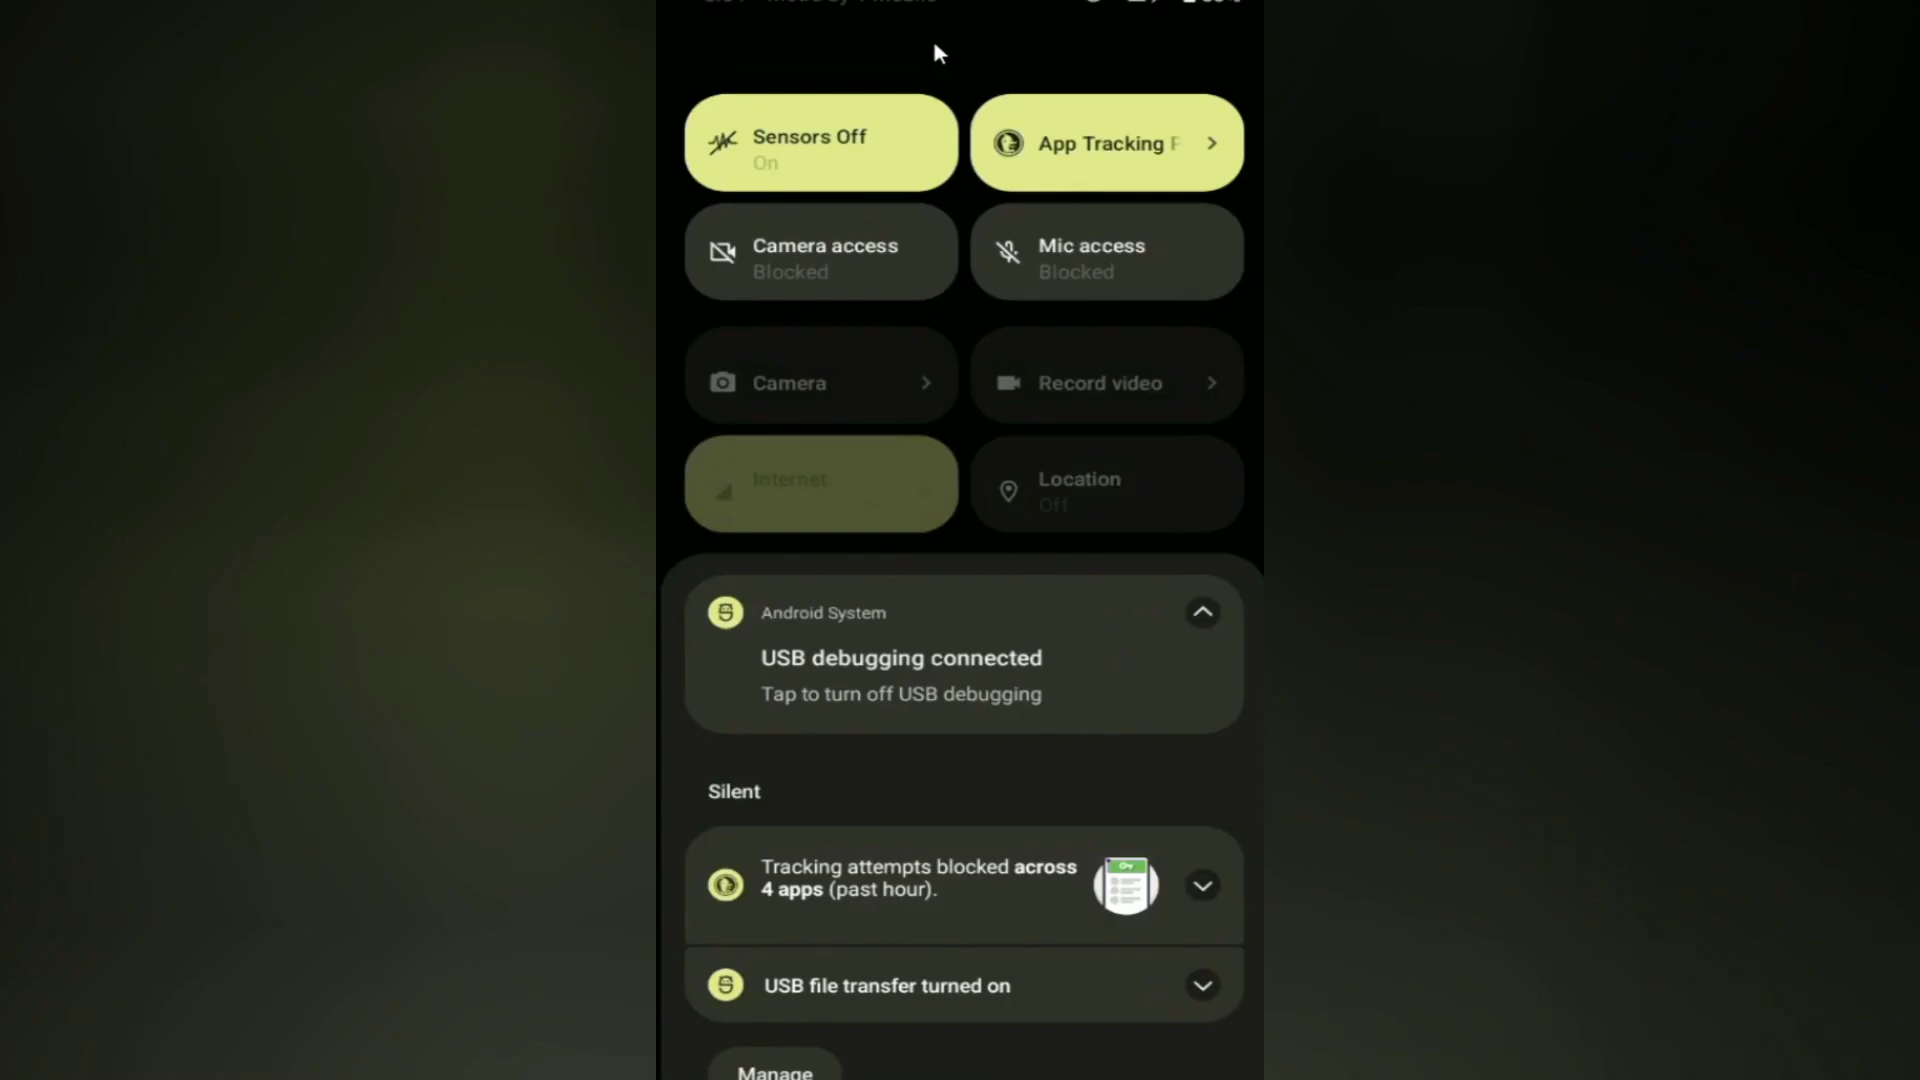 Sensors Off
On
App Tracking
Camera access
Blocked
Mic access
Blocked
Camera
Record video
Internet
Location
Off
Android System
USB debugging connected
Tap to turn off USB debugging
Silent
Tracking attempts blocked across
4 apps (past hour).
USB file transfer turned on
Manage